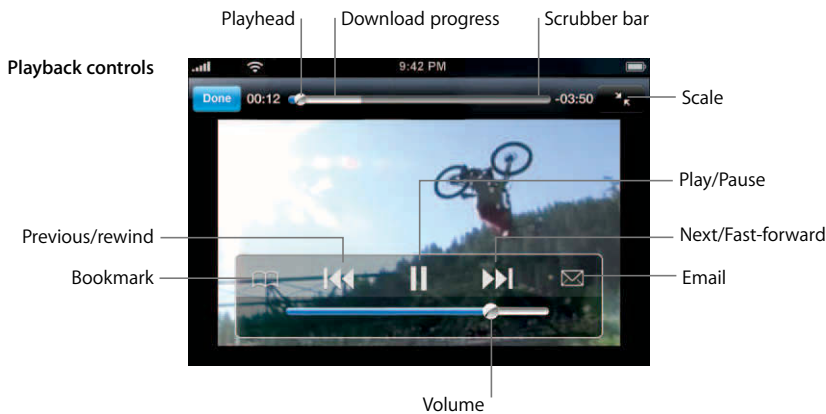 Playhead
Download progress
Scrubber bar
Playback controls
9:42 PM
Done
00:12
-03:50
Scale
Play/Pause
Previous/rewind
Next/Fast-forward
Bookmark
Email
Volume